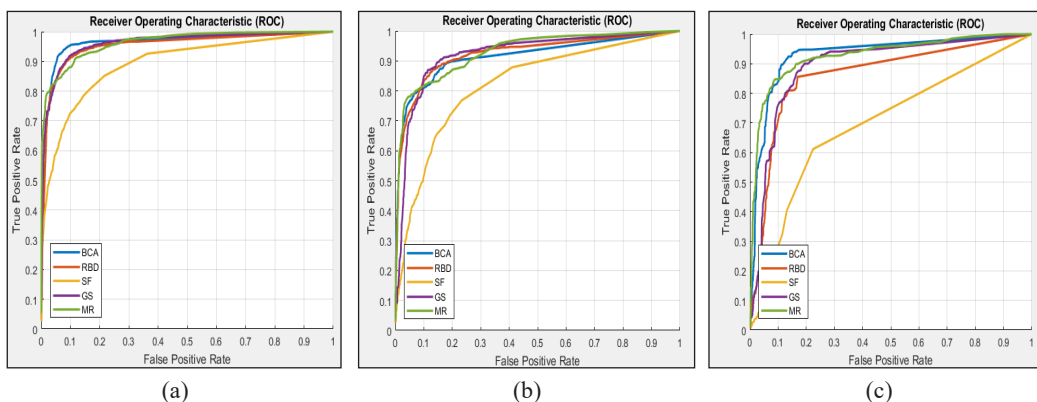 Receiver Operating Characteristic (ROC)
1
0.9
0.8
0.7
0.6
0.5
0.4
0.3
0.2
0.1
0
True Positive Rate
BCA
RBD
SF
GS
MR
0 0.1 0.2 0.3 0.4 0.5 0.6 0.7 0.8 0.9 1
False Positive Rate
(a)
Receiver Operating Characteristic (ROC)
1
0.9
0.8
0.7
0.6
0.5
0.4
0.3
0.2
0.1
0
True Positive Rate
BCA
RBD
SF
GS
MR
0 0.1 0.2 0.3 0.4 0.5 0.6 0.7 0.8 0.9 1
False Positive Rate
(b)
Receiver Operating Characteristic (ROC)
1
0.9
0.8
0.7
0.6
0.5
0.4
0.3
0.2
0.1
0
True Positive Rate
BCA
RBD
SF
GS
MR
0 0.1 0.2 0.3 0.4 0.5 0.6 0.7 0.8 0.9 1
False Positive Rate
(c)